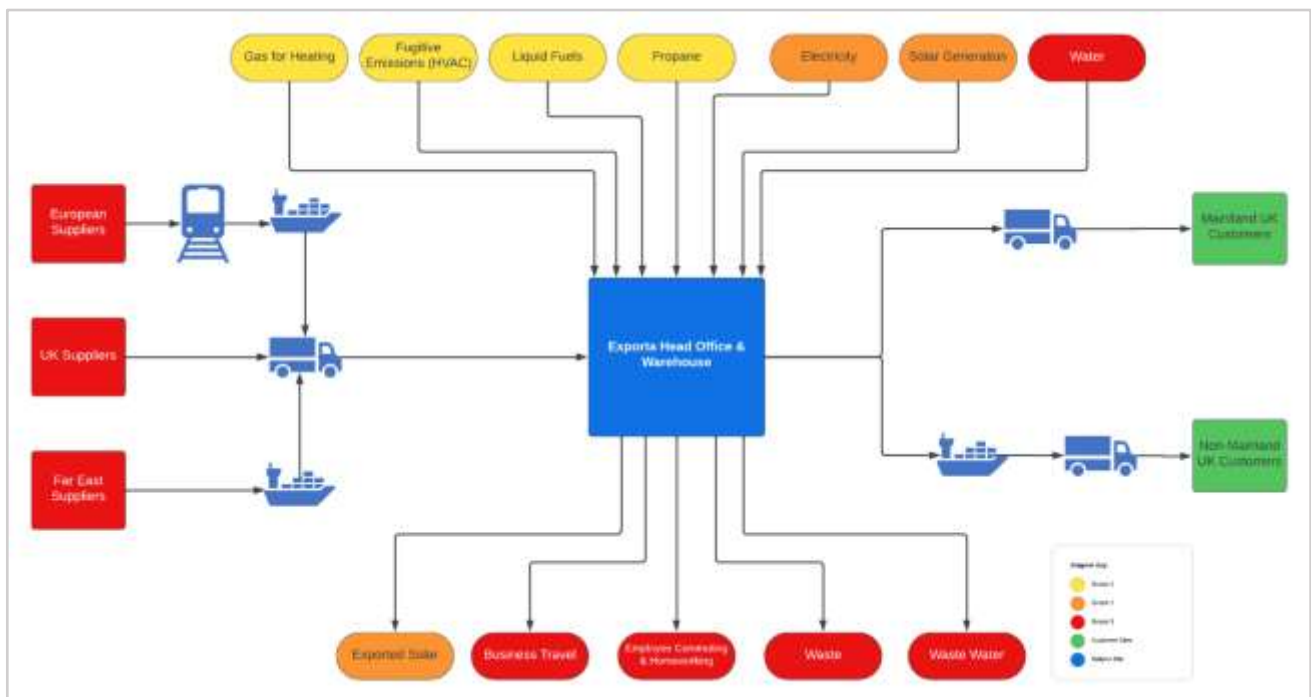 Gas for Heating
Fugitive
Emissions (HVAC)
Liquid Fuels
Propane
Electricity
Solar Generation
Water
European
Suppliers
Mainland UK
Customers
UK Suppliers
Exporta Head Office &
Warehouse
Far East
Suppliers
Non-Mainland
UK Customers
Exported Solar
Business Travel
Employee Commuting
& Homeworking
Waste
Waste Water